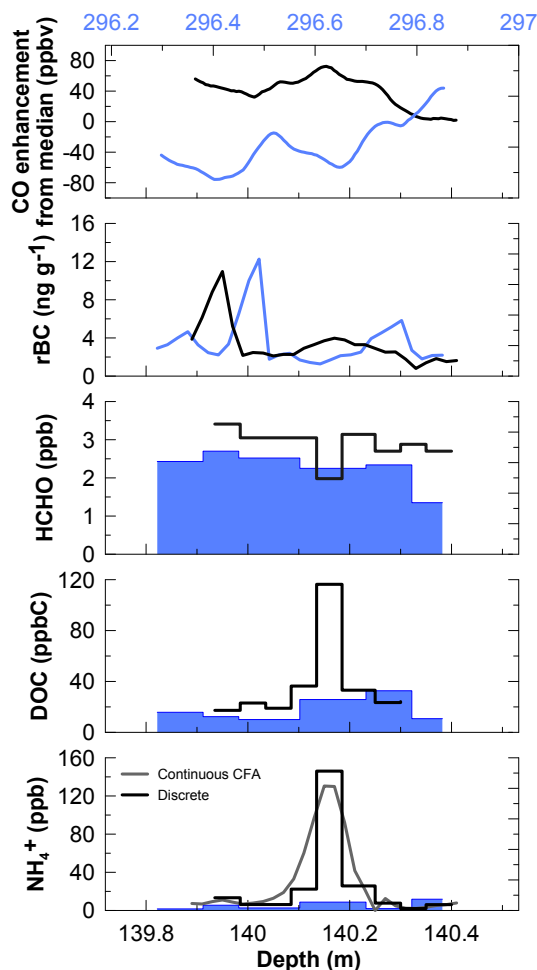 296.2 296.4 296.6 296.8 297
CO enhancement
from median (ppbv)
80
40
0
-40
-80
rBC (ng g-1)
16
12
8
4
0
HCHO (ppb)
4
3
2
1
0
DOC (ppbC)
120
80
40
0
NH4+ (ppb)
160
120
80
40
0
Continuous CFA
Discrete
139.8 140 140.2 140.4
Depth (m)